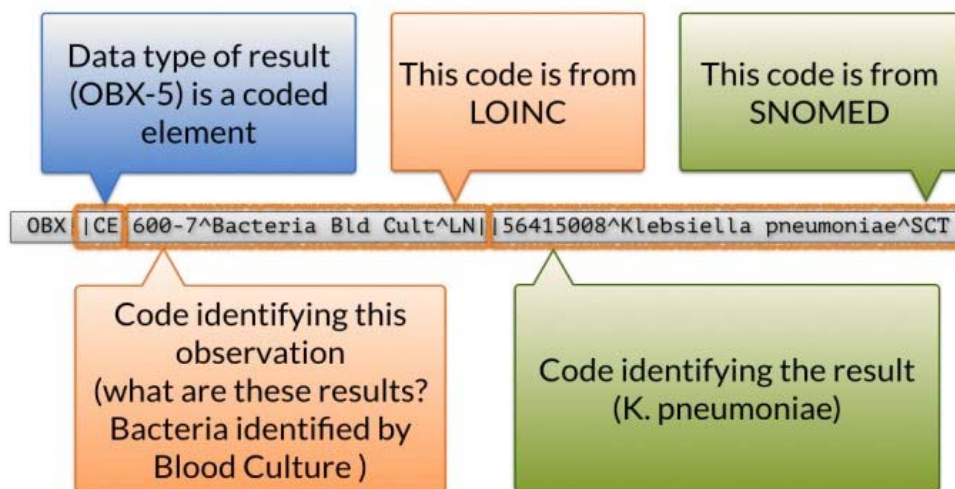 Data type of result
(OBX-5) is a coded
element
This code is from
LOINC
This code is from
SNOMED
OBX |CE|600-7^Bacteria Bld Cult^LN||56415008^Klebsiella pneumoniae^SCT
Code identifying this
observation
(what are these results?
Bacteria identified by
Blood Culture )
Code identifying the result
(K. pneumoniae)